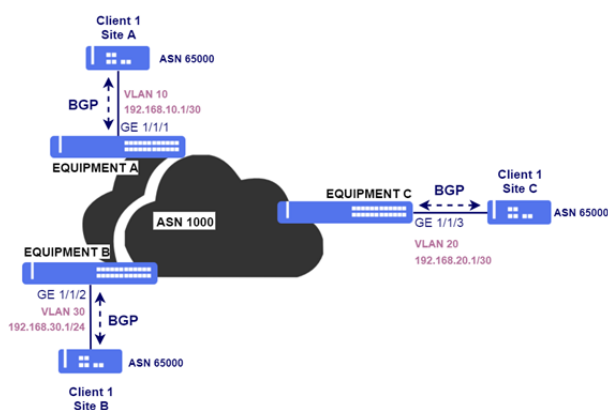 Client 1
Site A
ASN 65000
BGP
VLAN 10
192.168.10.1/30
GE 1/1/1
EQUIPMENT A
EQUIPMENT C
BGP
Client 1
Site C
ASN 1000
ASN 65000
GE 1/1/3
VLAN 20
192.168.20.1/30
EQUIPMENT B
GE 1/1/2
VLAN 30
192.168.30.1/24
BGP
ASN 65000
Client 1
Site B